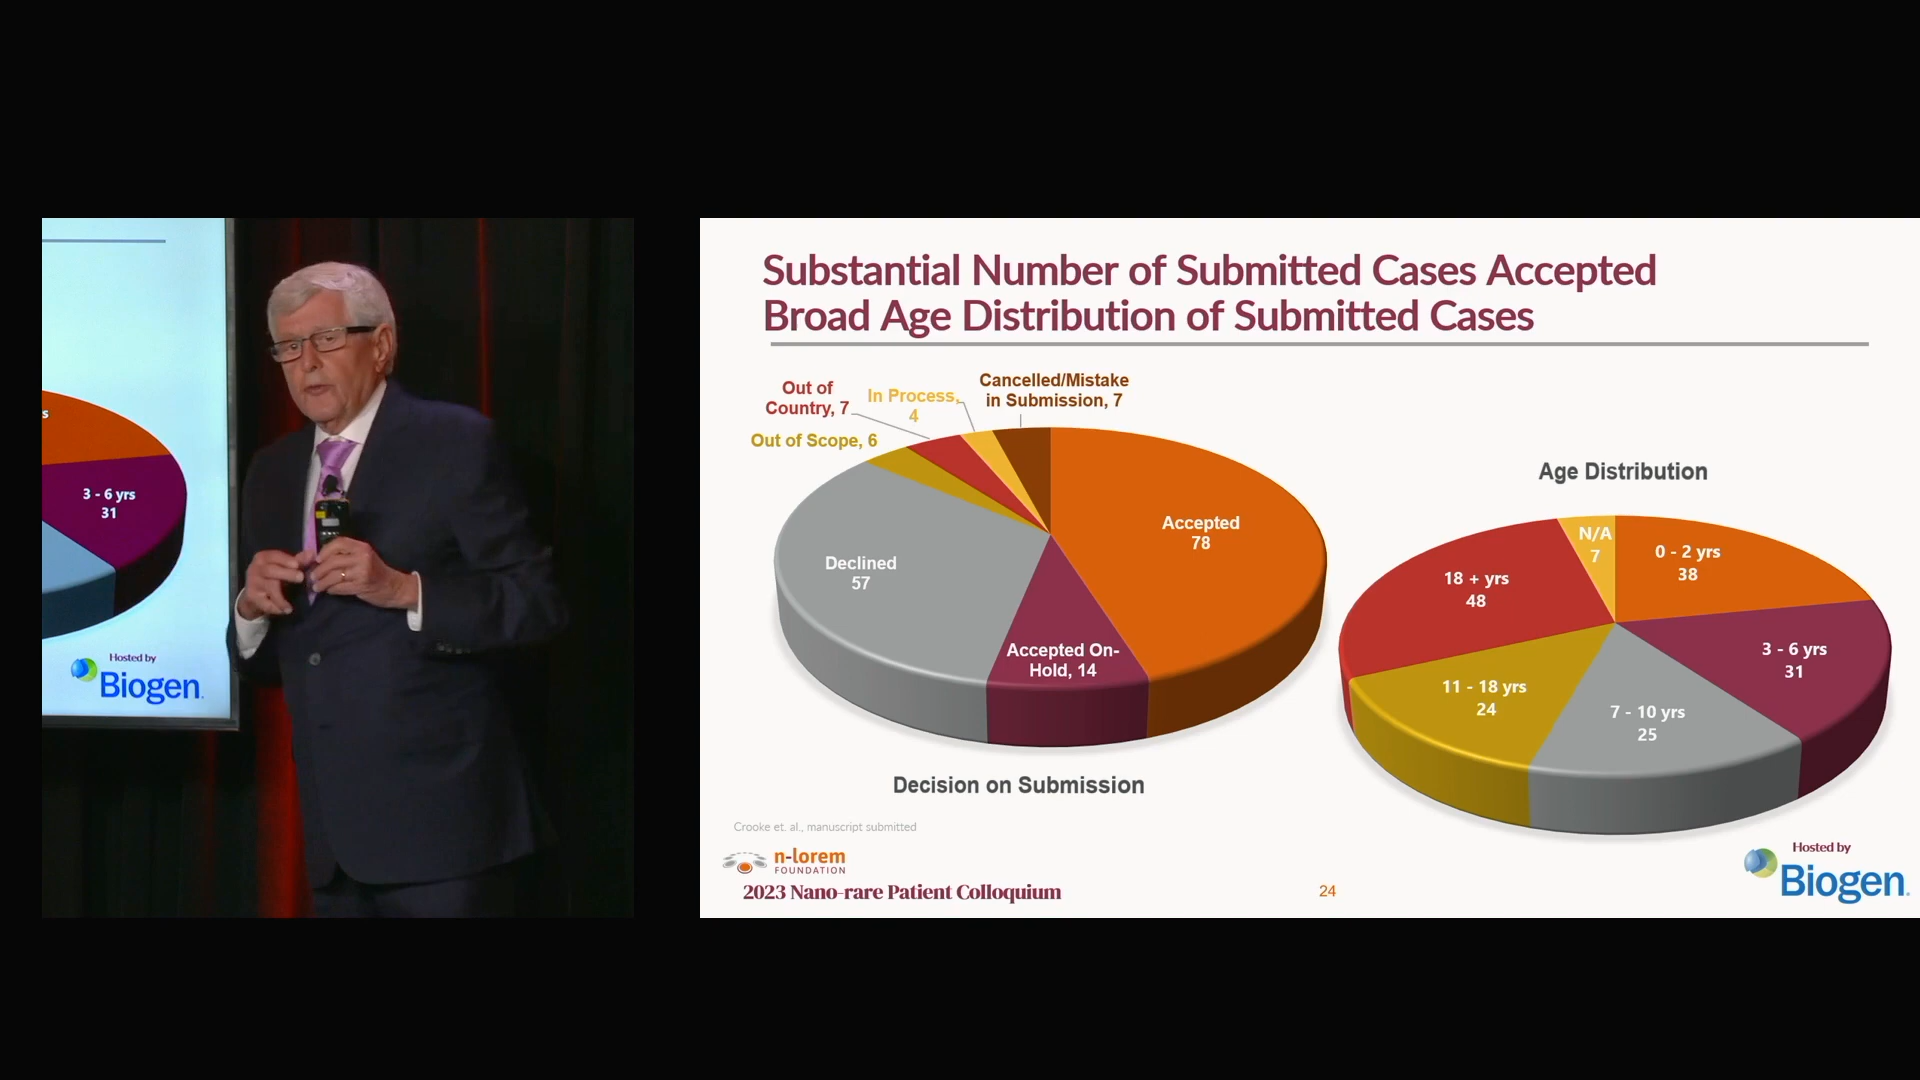 s
3 - 6 yrs
31
Hosted by
Biogen.
Substantial Number of Submitted Cases Accepted
Broad Age Distribution of Submitted Cases
Out of
Country, 7
In Process,
4
Cancelled/Mistake
in Submission, 7
Out of Scope, 6
Accepted
78
Declined
57
Accepted On-
Hold, 14
Decision on Submission
Age Distribution
N/A
7
0 - 2 yrs
38
18 + yrs
48
3 - 6 yrs
31
11 - 18 yrs
24
7 - 10 yrs
25
Crooke et. al., manuscript submitted
n-lorem
FOUNDATION
2023 Nano-rare Patient Colloquium
24
Hosted by
Biogen.